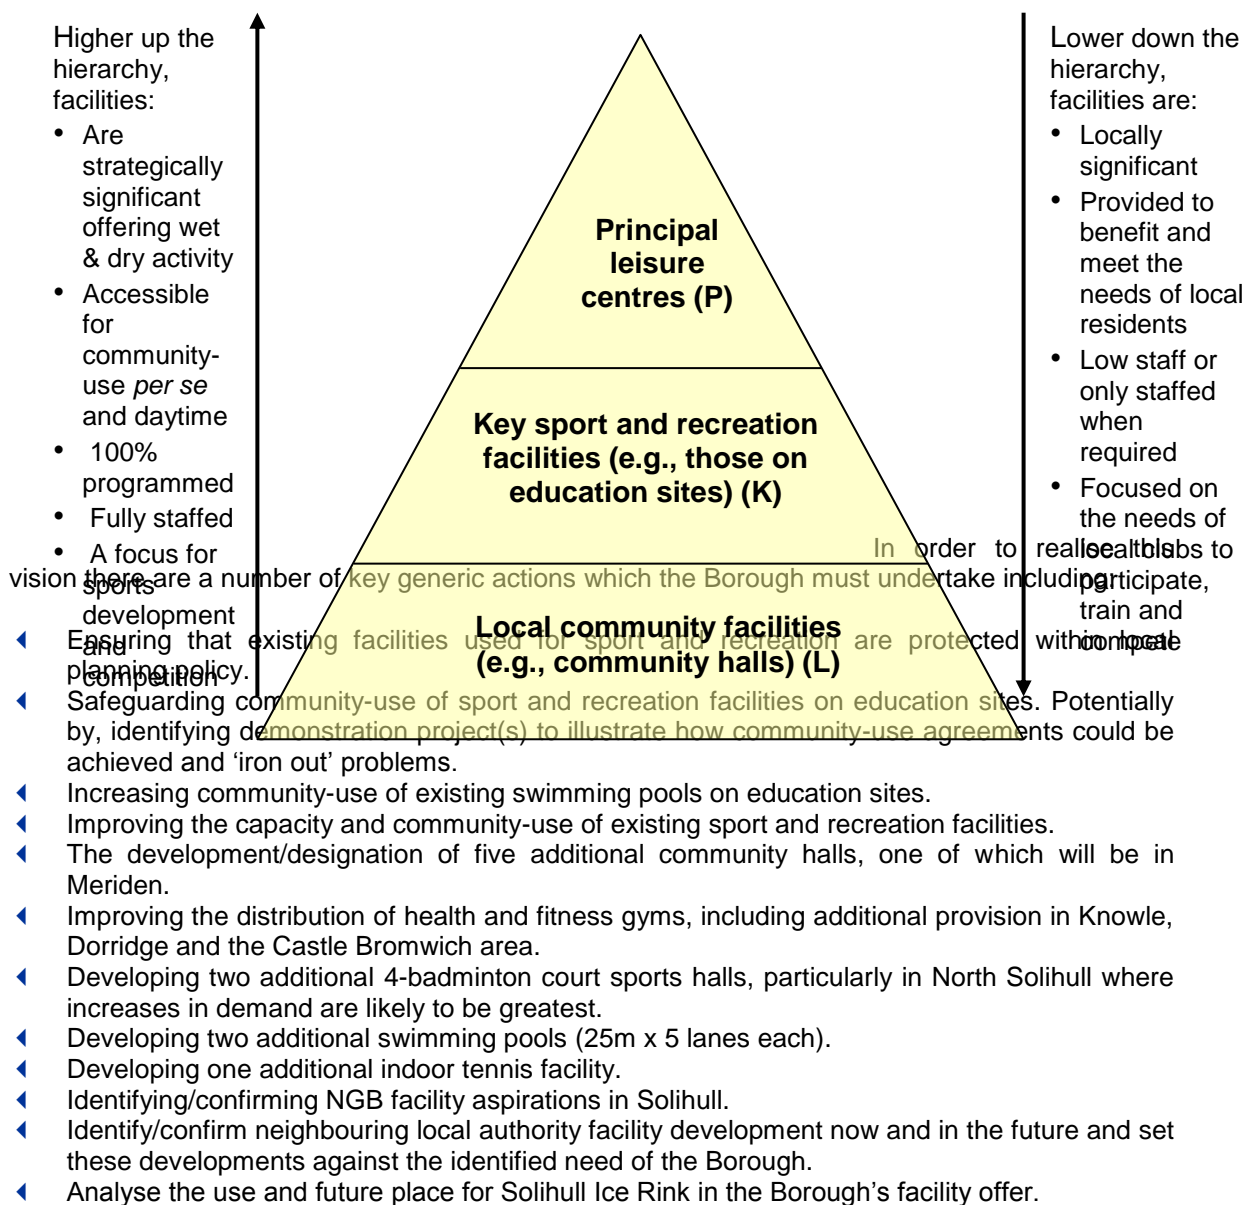 Higher up the
hierarchy,
facilities:
• Are
strategically
significant
offering wet
& dry activity
• Accessible
for
community-
use per se
and daytime
• 100%
programmed
• Fully staffed
• A focus for
sports
development
and
competition
Principal
leisure
centres (P)
Key sport and recreation
facilities (e.g., those on
education sites) (K)
Local community facilities
(e.g., community halls) (L)
Lower down the
hierarchy,
facilities are:
• Locally
significant
• Provided to
benefit and
meet the
needs of local
residents
• Low staff or
only staffed
when
required
• Focused on
the needs of
local clubs to
participate,
train and
compete
In order to realise this
vision there are a number of key generic actions which the Borough must undertake including:
Ensuring that existing facilities used for sport and recreation are protected within local
planning policy.
Safeguarding community-use of sport and recreation facilities on education sites. Potentially
by, identifying demonstration project(s) to illustrate how community-use agreements could be
achieved and ‘iron out’ problems.
Increasing community-use of existing swimming pools on education sites.
Improving the capacity and community-use of existing sport and recreation facilities.
The development/designation of five additional community halls, one of which will be in
Meriden.
Improving the distribution of health and fitness gyms, including additional provision in Knowle,
Dorridge and the Castle Bromwich area.
Developing two additional 4-badminton court sports halls, particularly in North Solihull where
increases in demand are likely to be greatest.
Developing two additional swimming pools (25m x 5 lanes each).
Developing one additional indoor tennis facility.
Identifying/confirming NGB facility aspirations in Solihull.
Identify/confirm neighbouring local authority facility development now and in the future and set
these developments against the identified need of the Borough.
Analyse the use and future place for Solihull Ice Rink in the Borough’s facility offer.